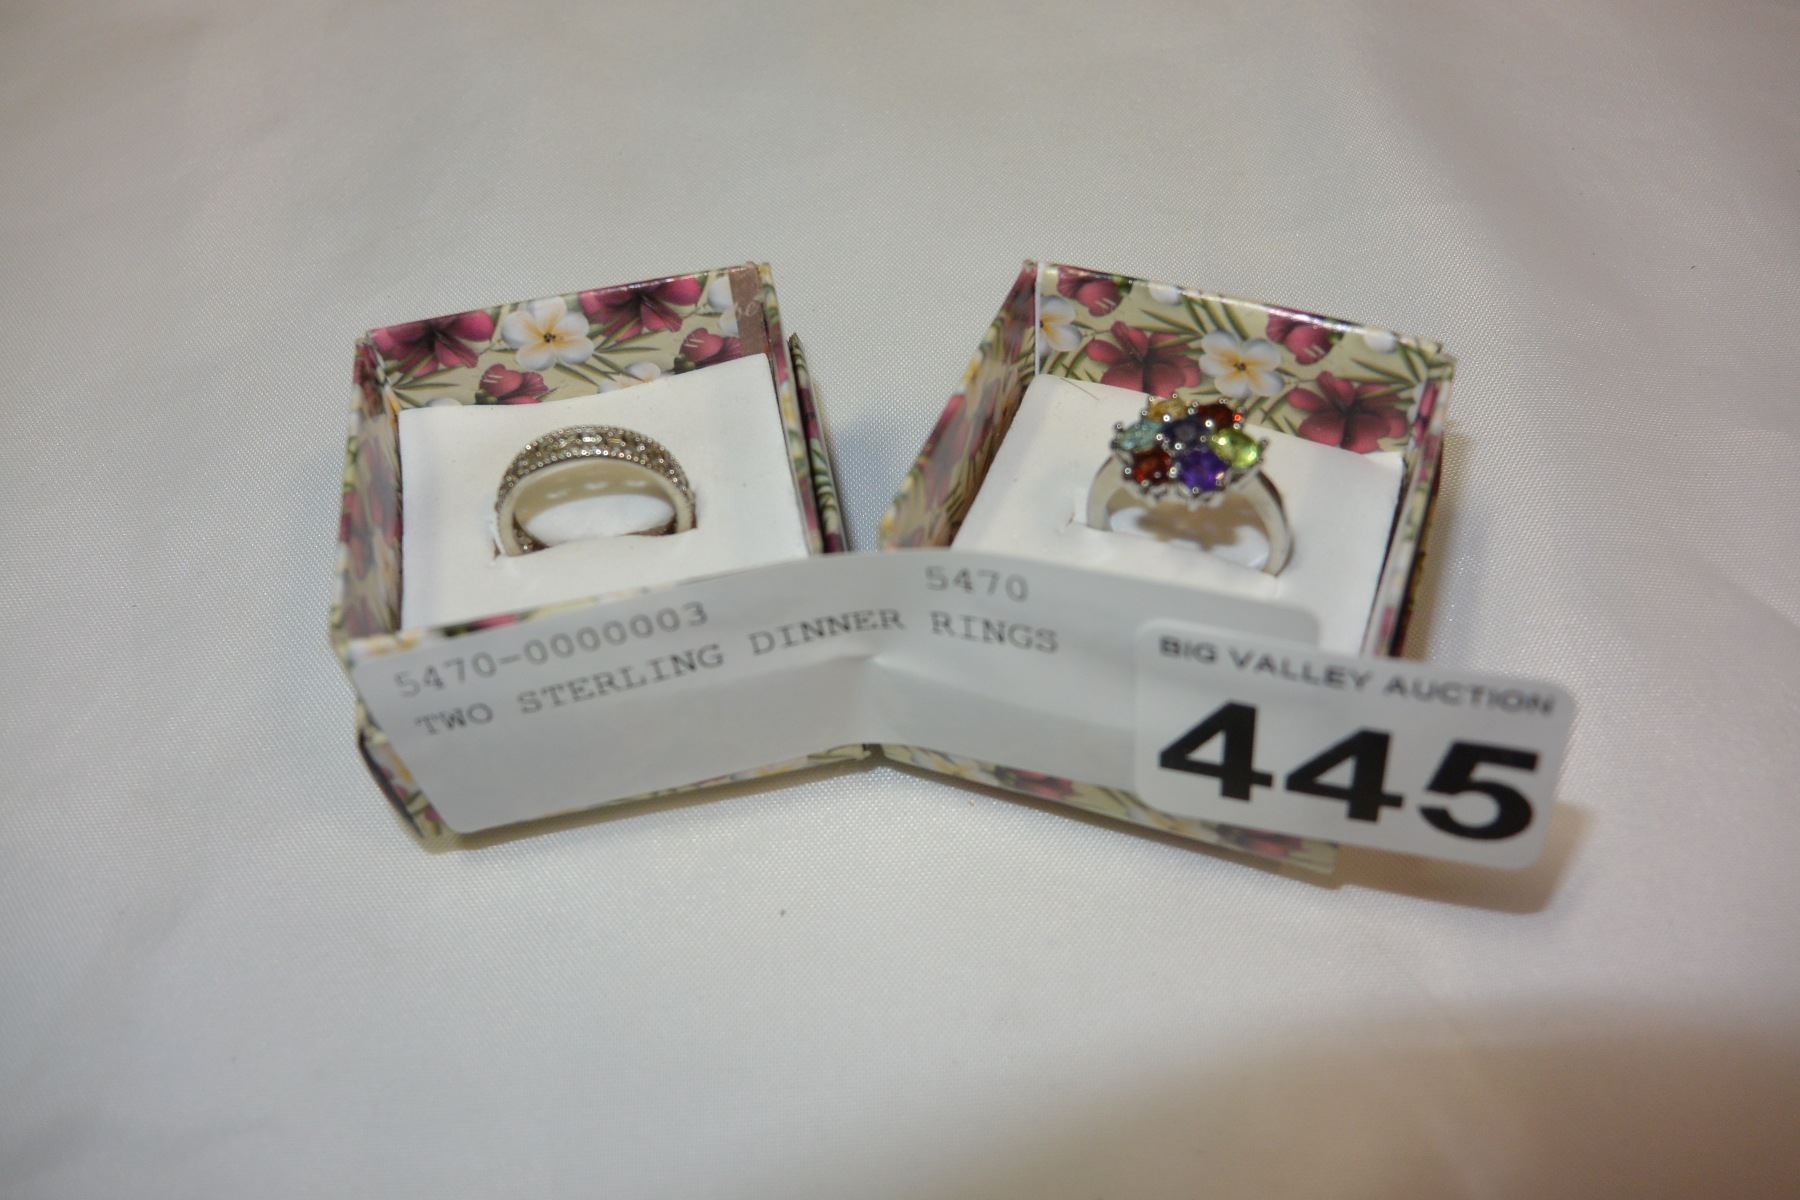 5470-0000003 5470
TWO STERLING DINNER RINGS
BIG VALLEY AUCTION
445